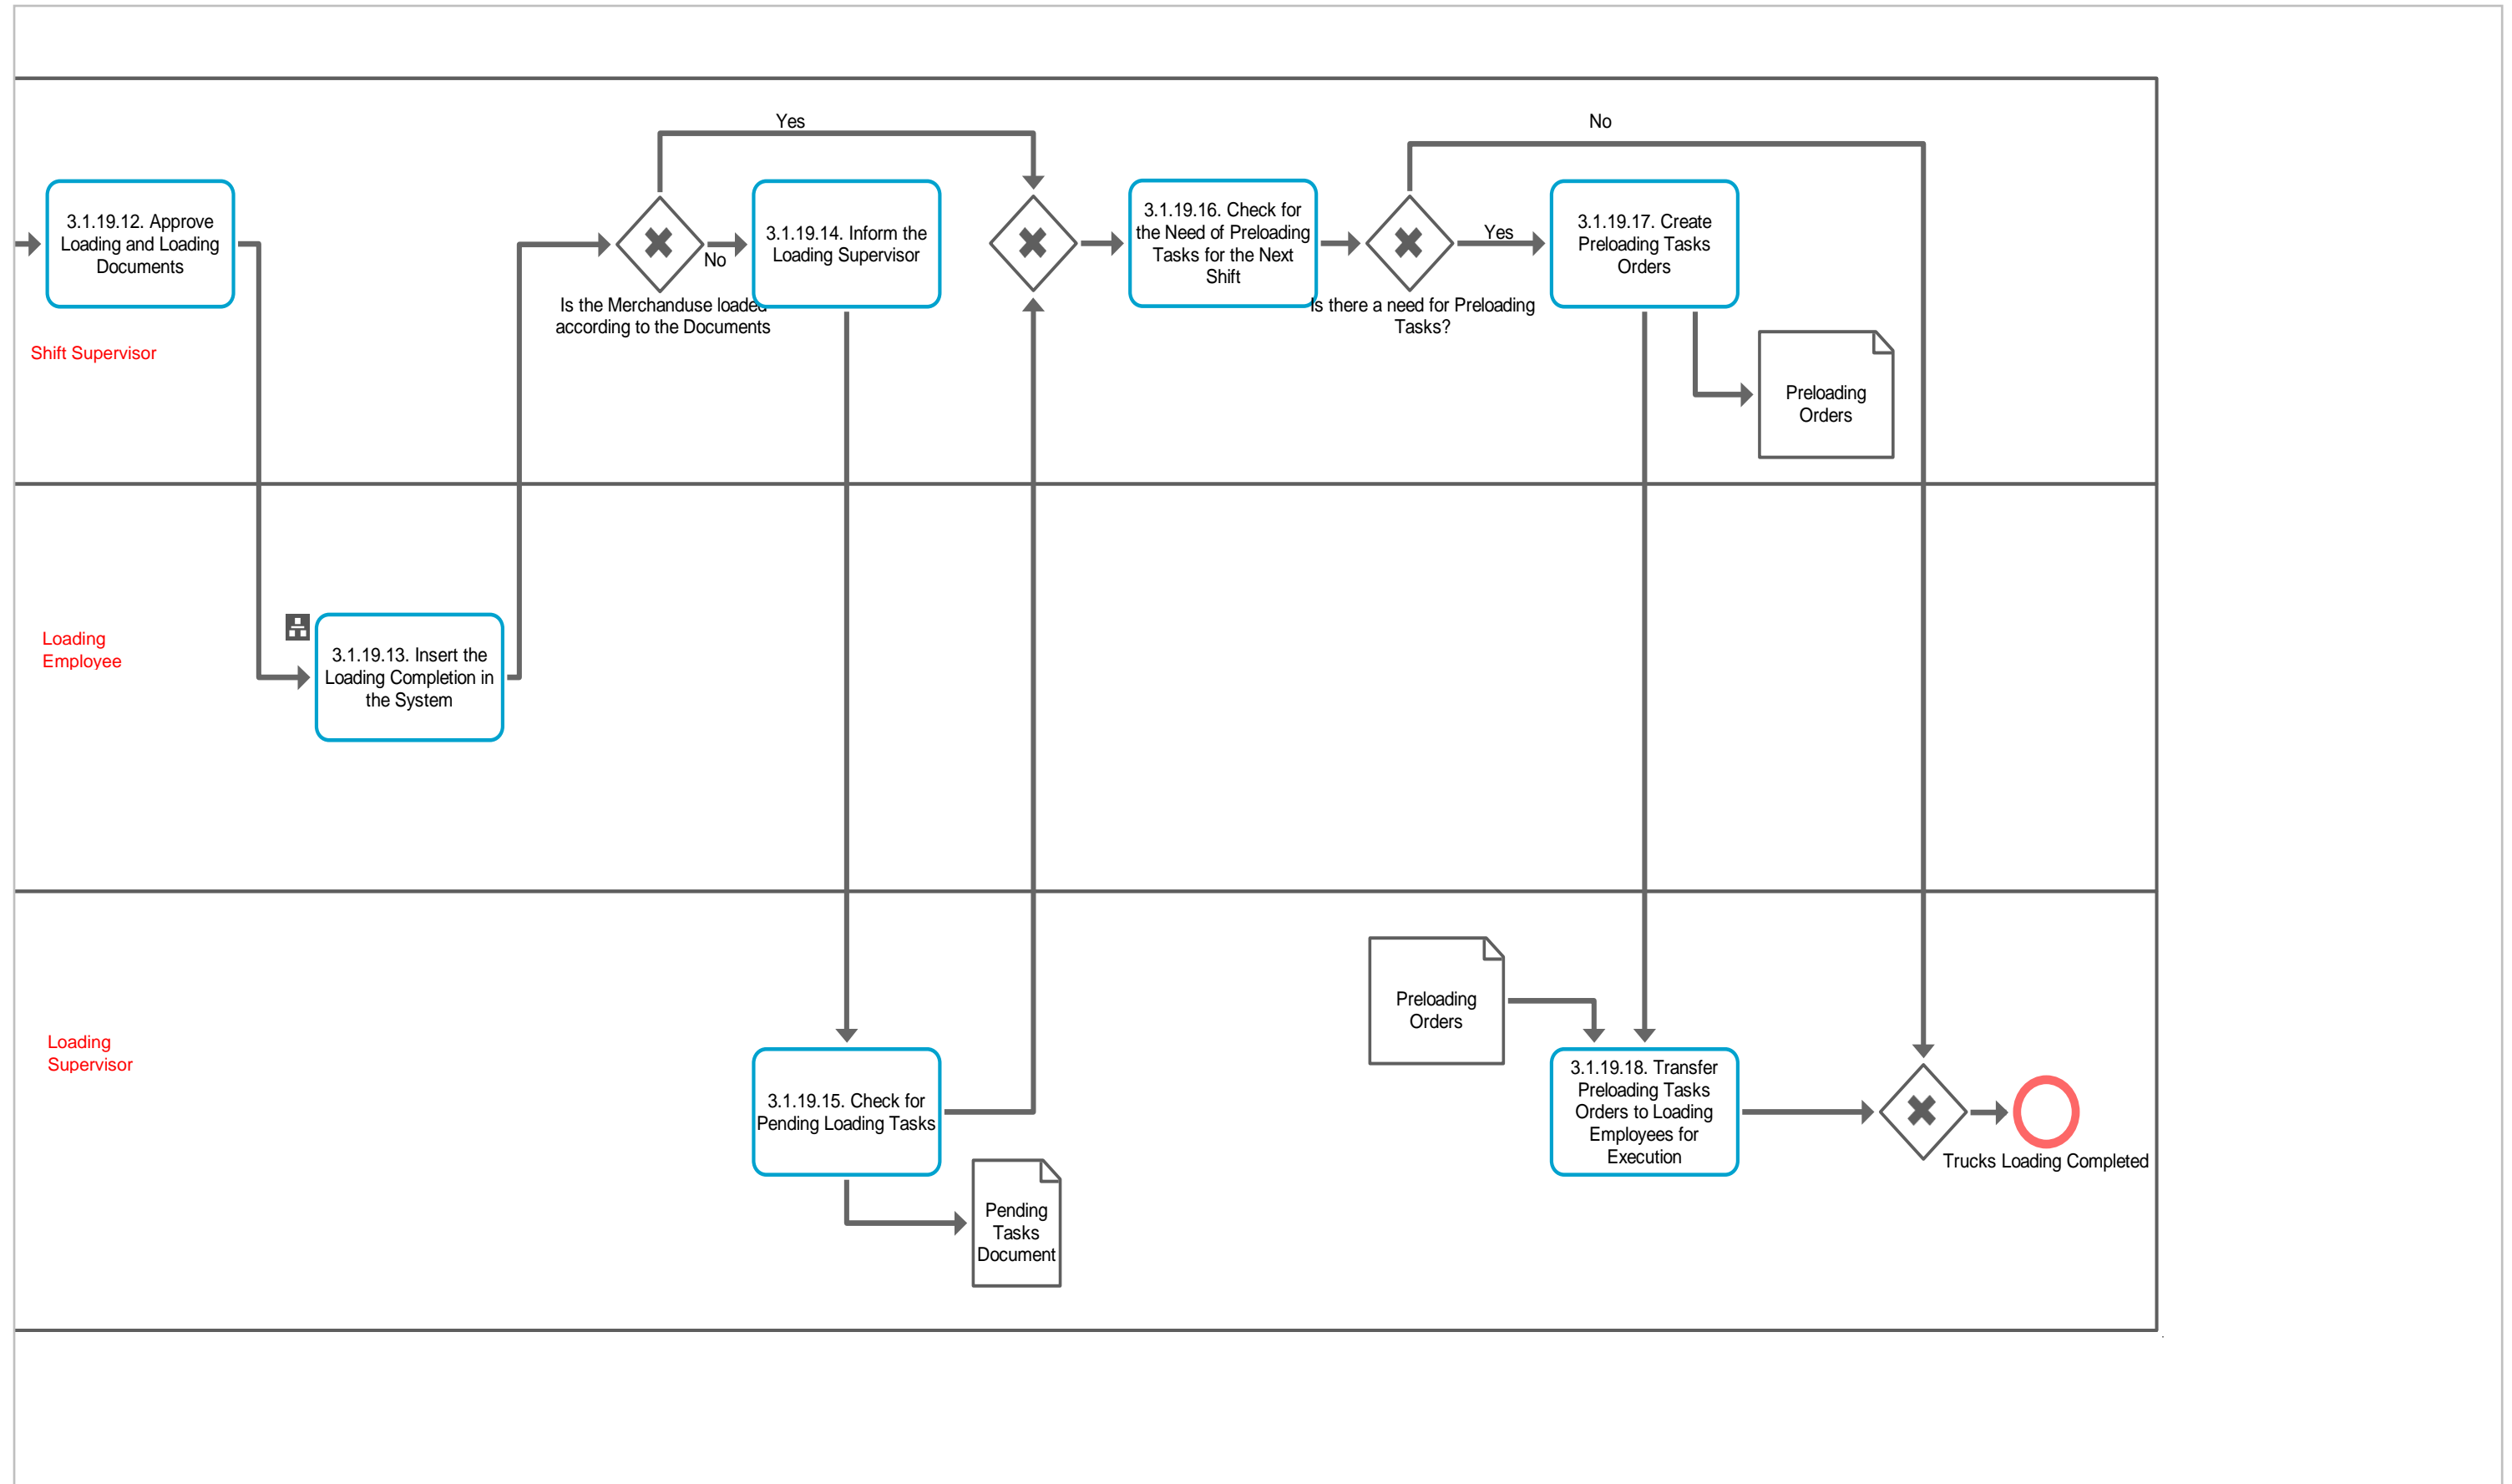 Yes
No
3.1.19.12. Approve
Loading and Loading
Documents
No
3.1.19.14. Inform the
Loading Supervisor
3.1.19.16. Check for
the Need of Preloading
Tasks for the Next
Shift
Yes
3.1.19.17. Create
Preloading Tasks
Orders
Is the Merchanduse loaded
according to the Documents
Is there a need for Preloading
Tasks?
Shift Supervisor
Preloading
Orders
Loading
Employee
3.1.19.13. Insert the
Loading Completion in
the System
Loading
Supervisor
Preloading
Orders
3.1.19.15. Check for
Pending Loading Tasks
3.1.19.18. Transfer
Preloading Tasks
Orders to Loading
Employees for
Execution
Trucks Loading Completed
Pending
Tasks
Document